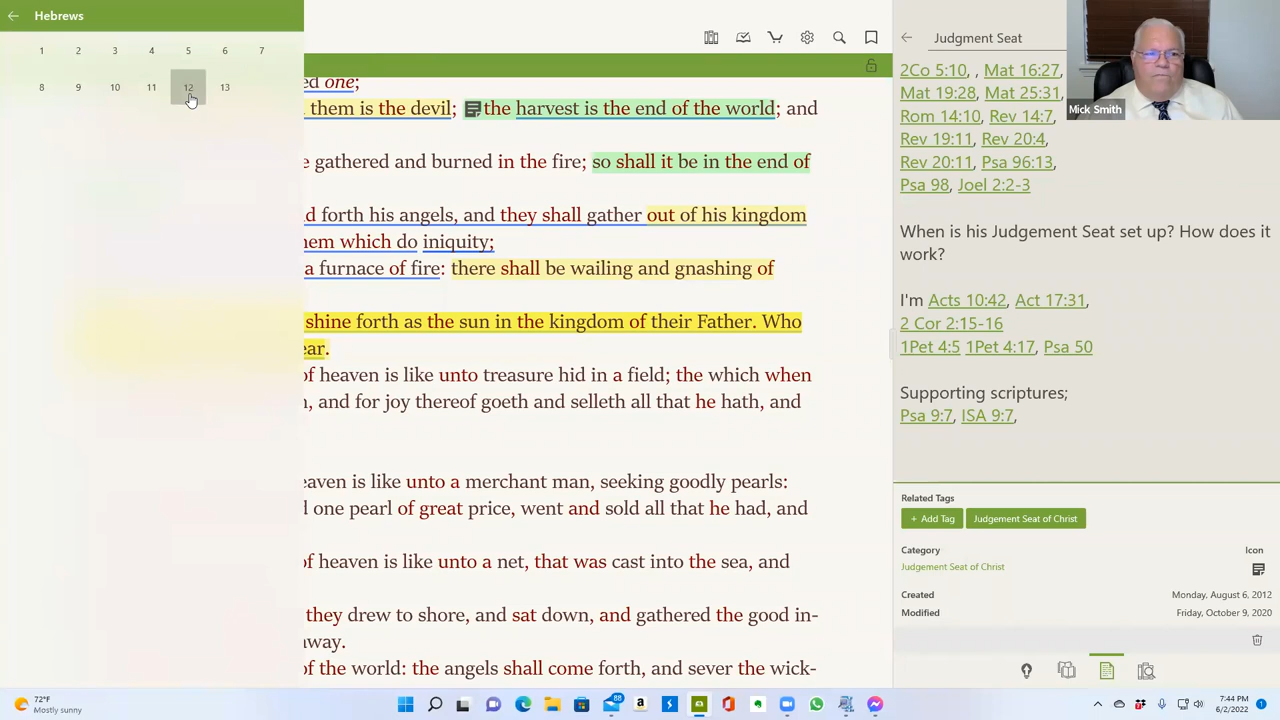 Hebrews
1 2 3 4 5 6 7
8 9 10 11 12 13
ed one;
them is the devil; the harvest is the end of the world; and
e gathered and burned in the fire; so shall it be in the end of
d forth his angels, and they shall gather out of his kingdom
hem which do iniquity;
a furnace of fire: there shall be wailing and gnashing of
shine forth as the sun in the kingdom of their Father. Who
ear.
of heaven is like unto treasure hid in a field; the which when
, and for joy thereof goeth and selleth all that he hath, and
eaven is like unto a merchant man, seeking goodly pearls:
d one pearl of great price, went and sold all that he had, and
of heaven is like unto a net, that was cast into the sea, and
they drew to shore, and sat down, and gathered the good in-
way.
of the world: the angels shall come forth, and sever the wick-
Judgment Seat
2Co 5:10, , Mat 16:27,
Mat 19:28, Mat 25:31,
Rom 14:10, Rev 14:7,
Rev 19:11, Rev 20:4,
Rev 20:11, Psa 96:13,
Psa 98, Joel 2:2-3
When is his Judgement Seat set up? How does it
work?
I'm Acts 10:42, Act 17:31,
2 Cor 2:15-16
1Pet 4:5 1Pet 4:17, Psa 50
Supporting scriptures;
Psa 9:7, ISA 9:7,
Related Tags
+ Add Tag Judgement Seat of Christ
Category Icon
Judgement Seat of Christ
Created Monday, August 6, 2012
Modified Friday, October 9, 2020
Mick Smith
72°F
Mostly sunny
88
7:44 PM
6/2/2022
1